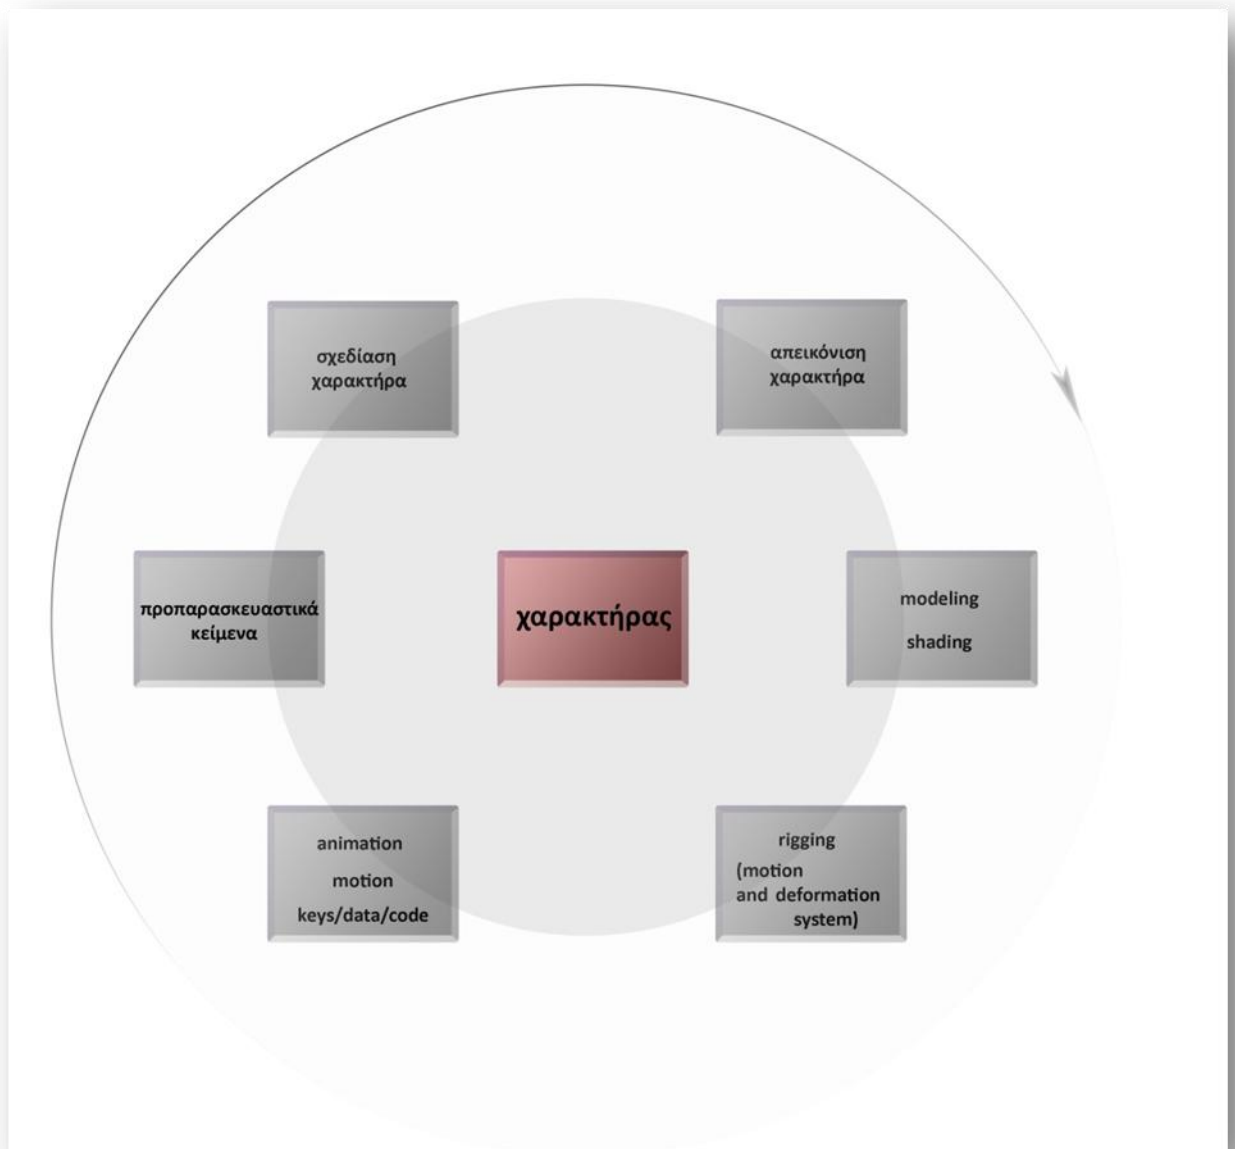 σχεδίαση
χαρακτήρα
απεικόνιση
χαρακτήρα
προπαρασκευαστικά
κείμενα
χαρακτήρας
modeling
shading
animation
motion
keys/data/code
rigging
(motion
and deformation
system)